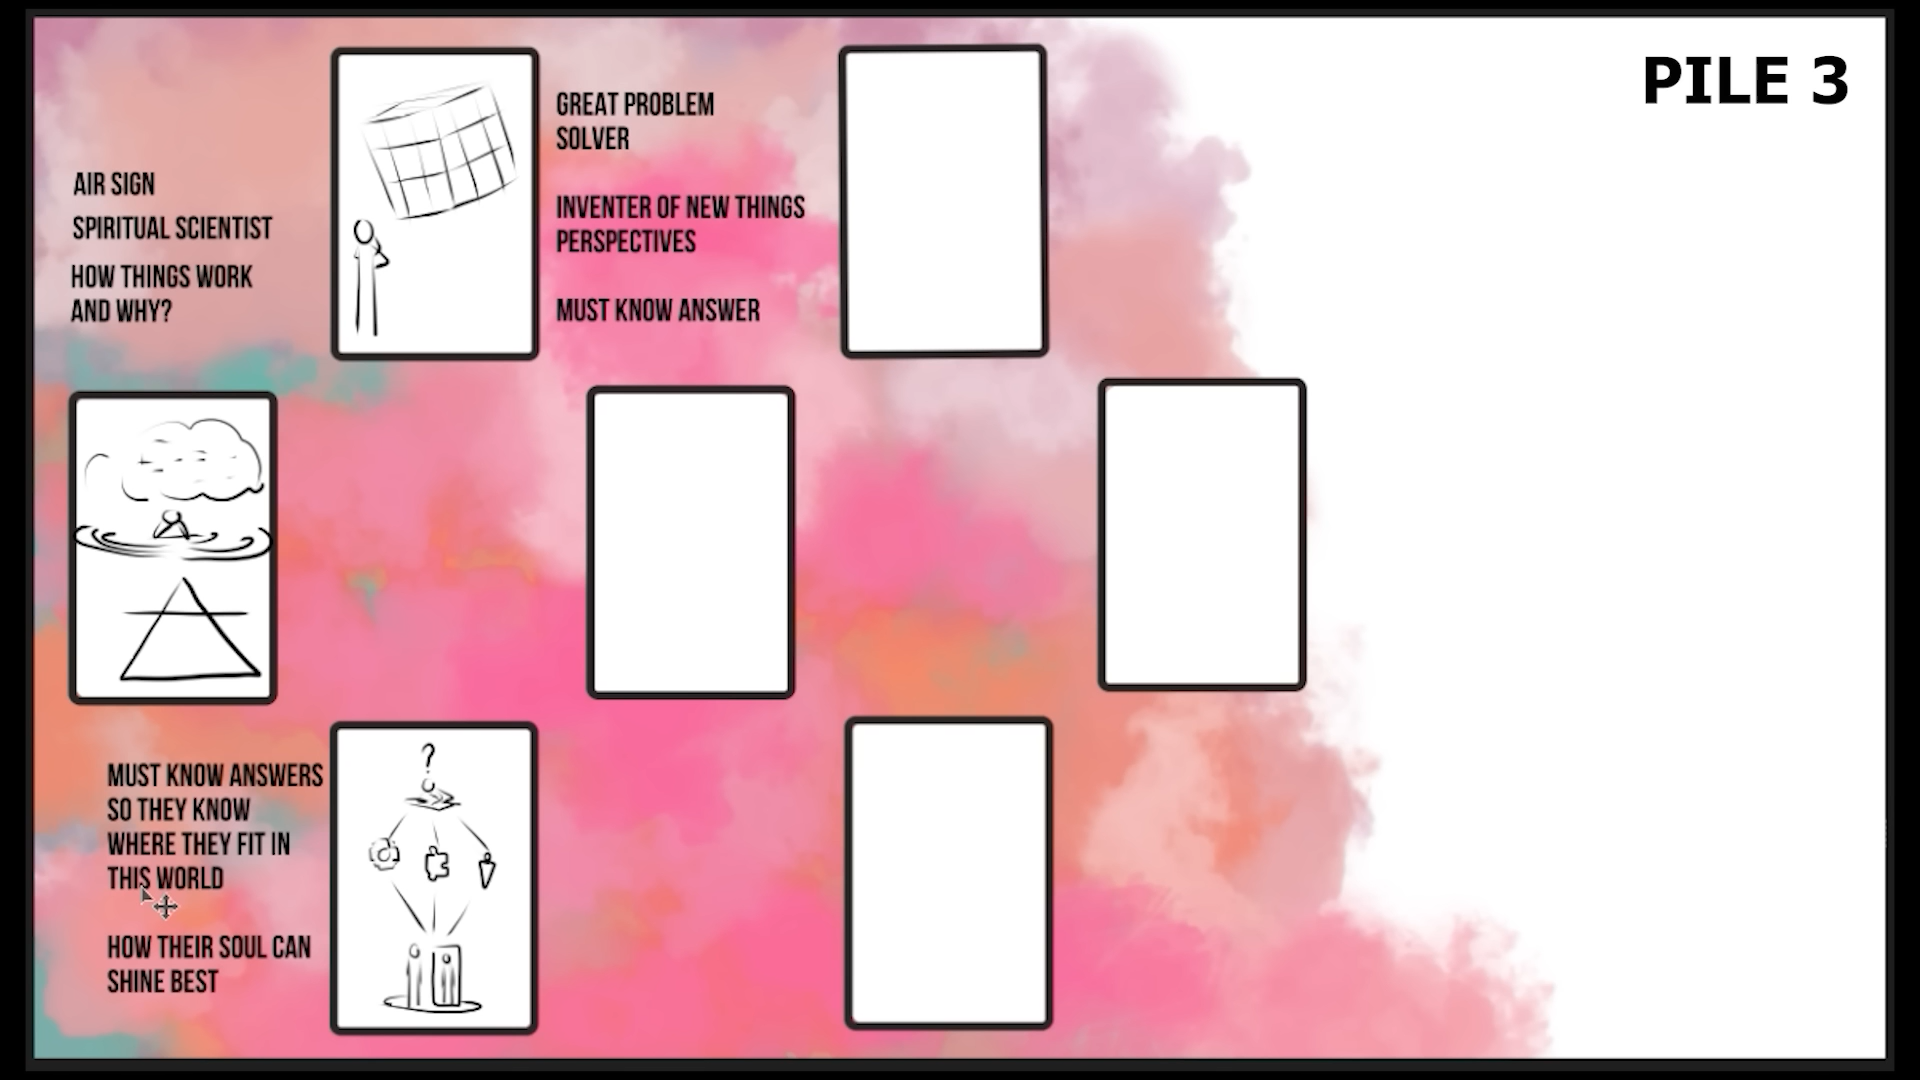 PILE 3
GREAT PROBLEM
SOLVER
INVENTER OF NEW THINGS
PERSPECTIVES
MUST KNOW ANSWER
AIR SIGN
SPIRITUAL SCIENTIST
HOW THINGS WORK
AND WHY?
?
MUST KNOW ANSWERS
SO THEY KNOW
WHERE THEY FIT IN
THIS WORLD
HOW THEIR SOUL CAN
SHINE BEST